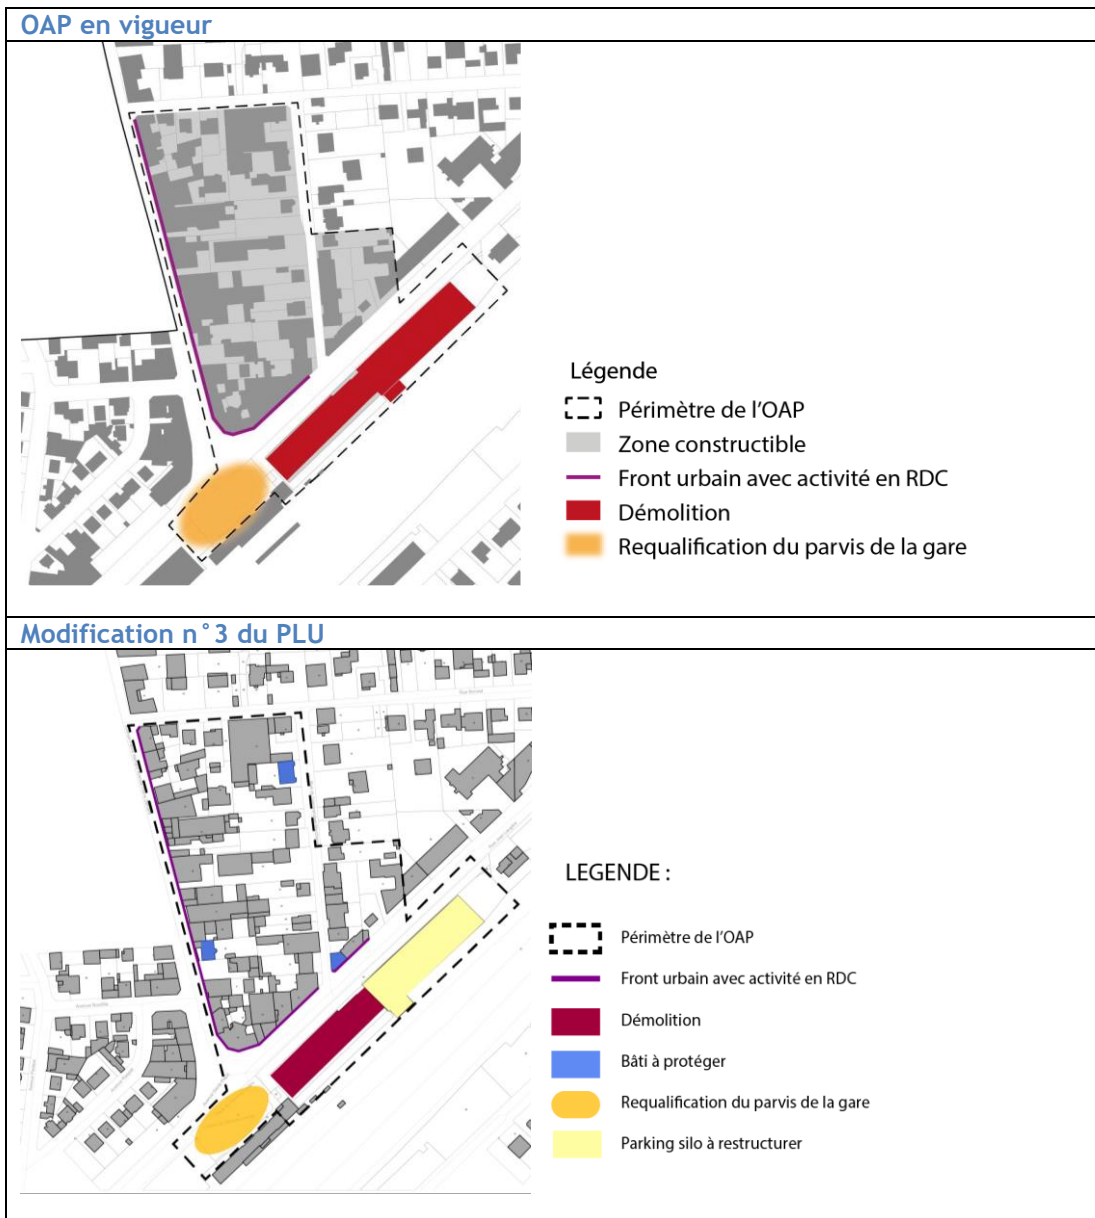 OAP en vigueur
Légende
Périmètre de l'OAP
Zone constructible
Front urbain avec activité en RDC
Démolition
Requalification du parvis de la gare
Modification n°3 du PLU
LEGENDE :
Périmètre de l'OAP
Front urbain avec activité en RDC
Démolition
Bâti à protéger
Requalification du parvis de la gare
Parking silo à restructurer